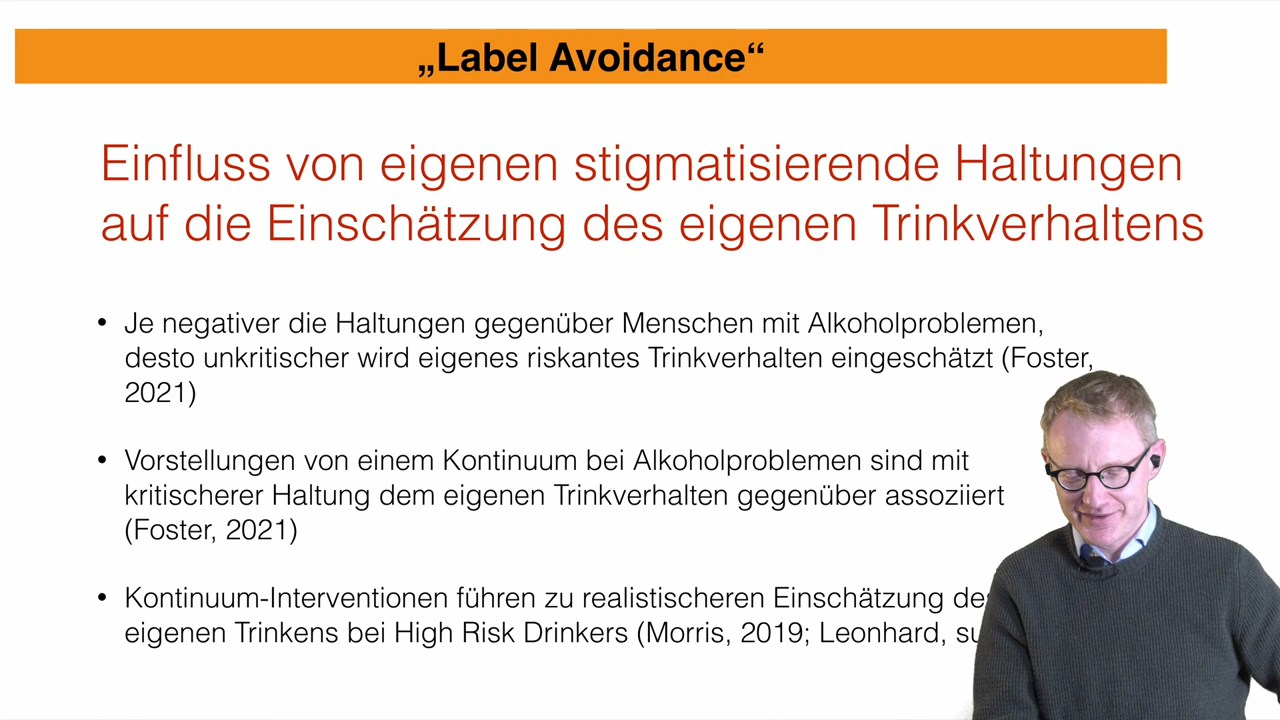 „Label Avoidance“
Einfluss von eigenen stigmatisierende Haltungen
auf die Einschätzung des eigenen Trinkverhaltens
• Je negativer die Haltungen gegenüber Menschen mit Alkoholproblemen,
desto unkritischer wird eigenes riskantes Trinkverhalten eingeschätzt (Foster,
2021)
• Vorstellungen von einem Kontinuum bei Alkoholproblemen sind mit
kritischerer Haltung dem eigenen Trinkverhalten gegenüber assoziiert
(Foster, 2021)
• Kontinuum-Interventionen führen zu realistischeren Einschätzung
eigenen Trinkens bei High Risk Drinkers (Morris, 2019; Leonhard,